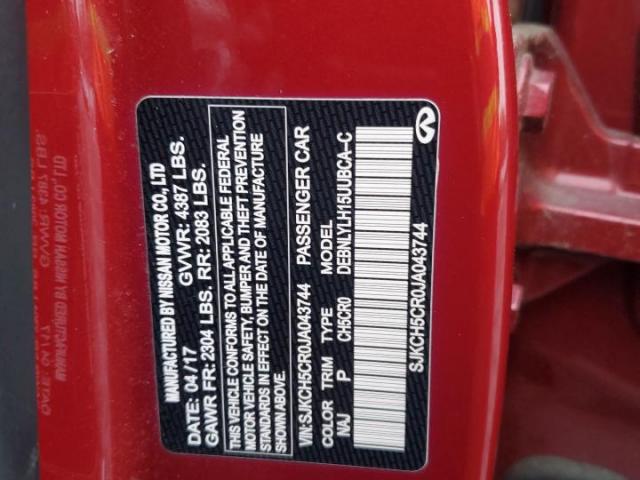 MANUFACTURED BY NISSAN MOTOR CO., LTD
DATE: 04/17 GVWR: 4387 LBS.
GAWR FR: 2304 LBS. RR: 2083 LBS.
THIS VEHICLE CONFORMS TO ALL APPLICABLE FEDERAL
MOTOR VEHICLE SAFETY, BUMPER AND THEFT PREVENTION
STANDARDS IN EFFECT ON THE DATE OF MANUFACTURE
SHOWN ABOVE.
VIN:SJKCH5CR0JA043744 PASSENGER CAR
COLOR TRIM TYPE MODEL
NAJ P CH5CR0 DEBNLYLH15UUBCA-C
SJKCH5CR0JA043744